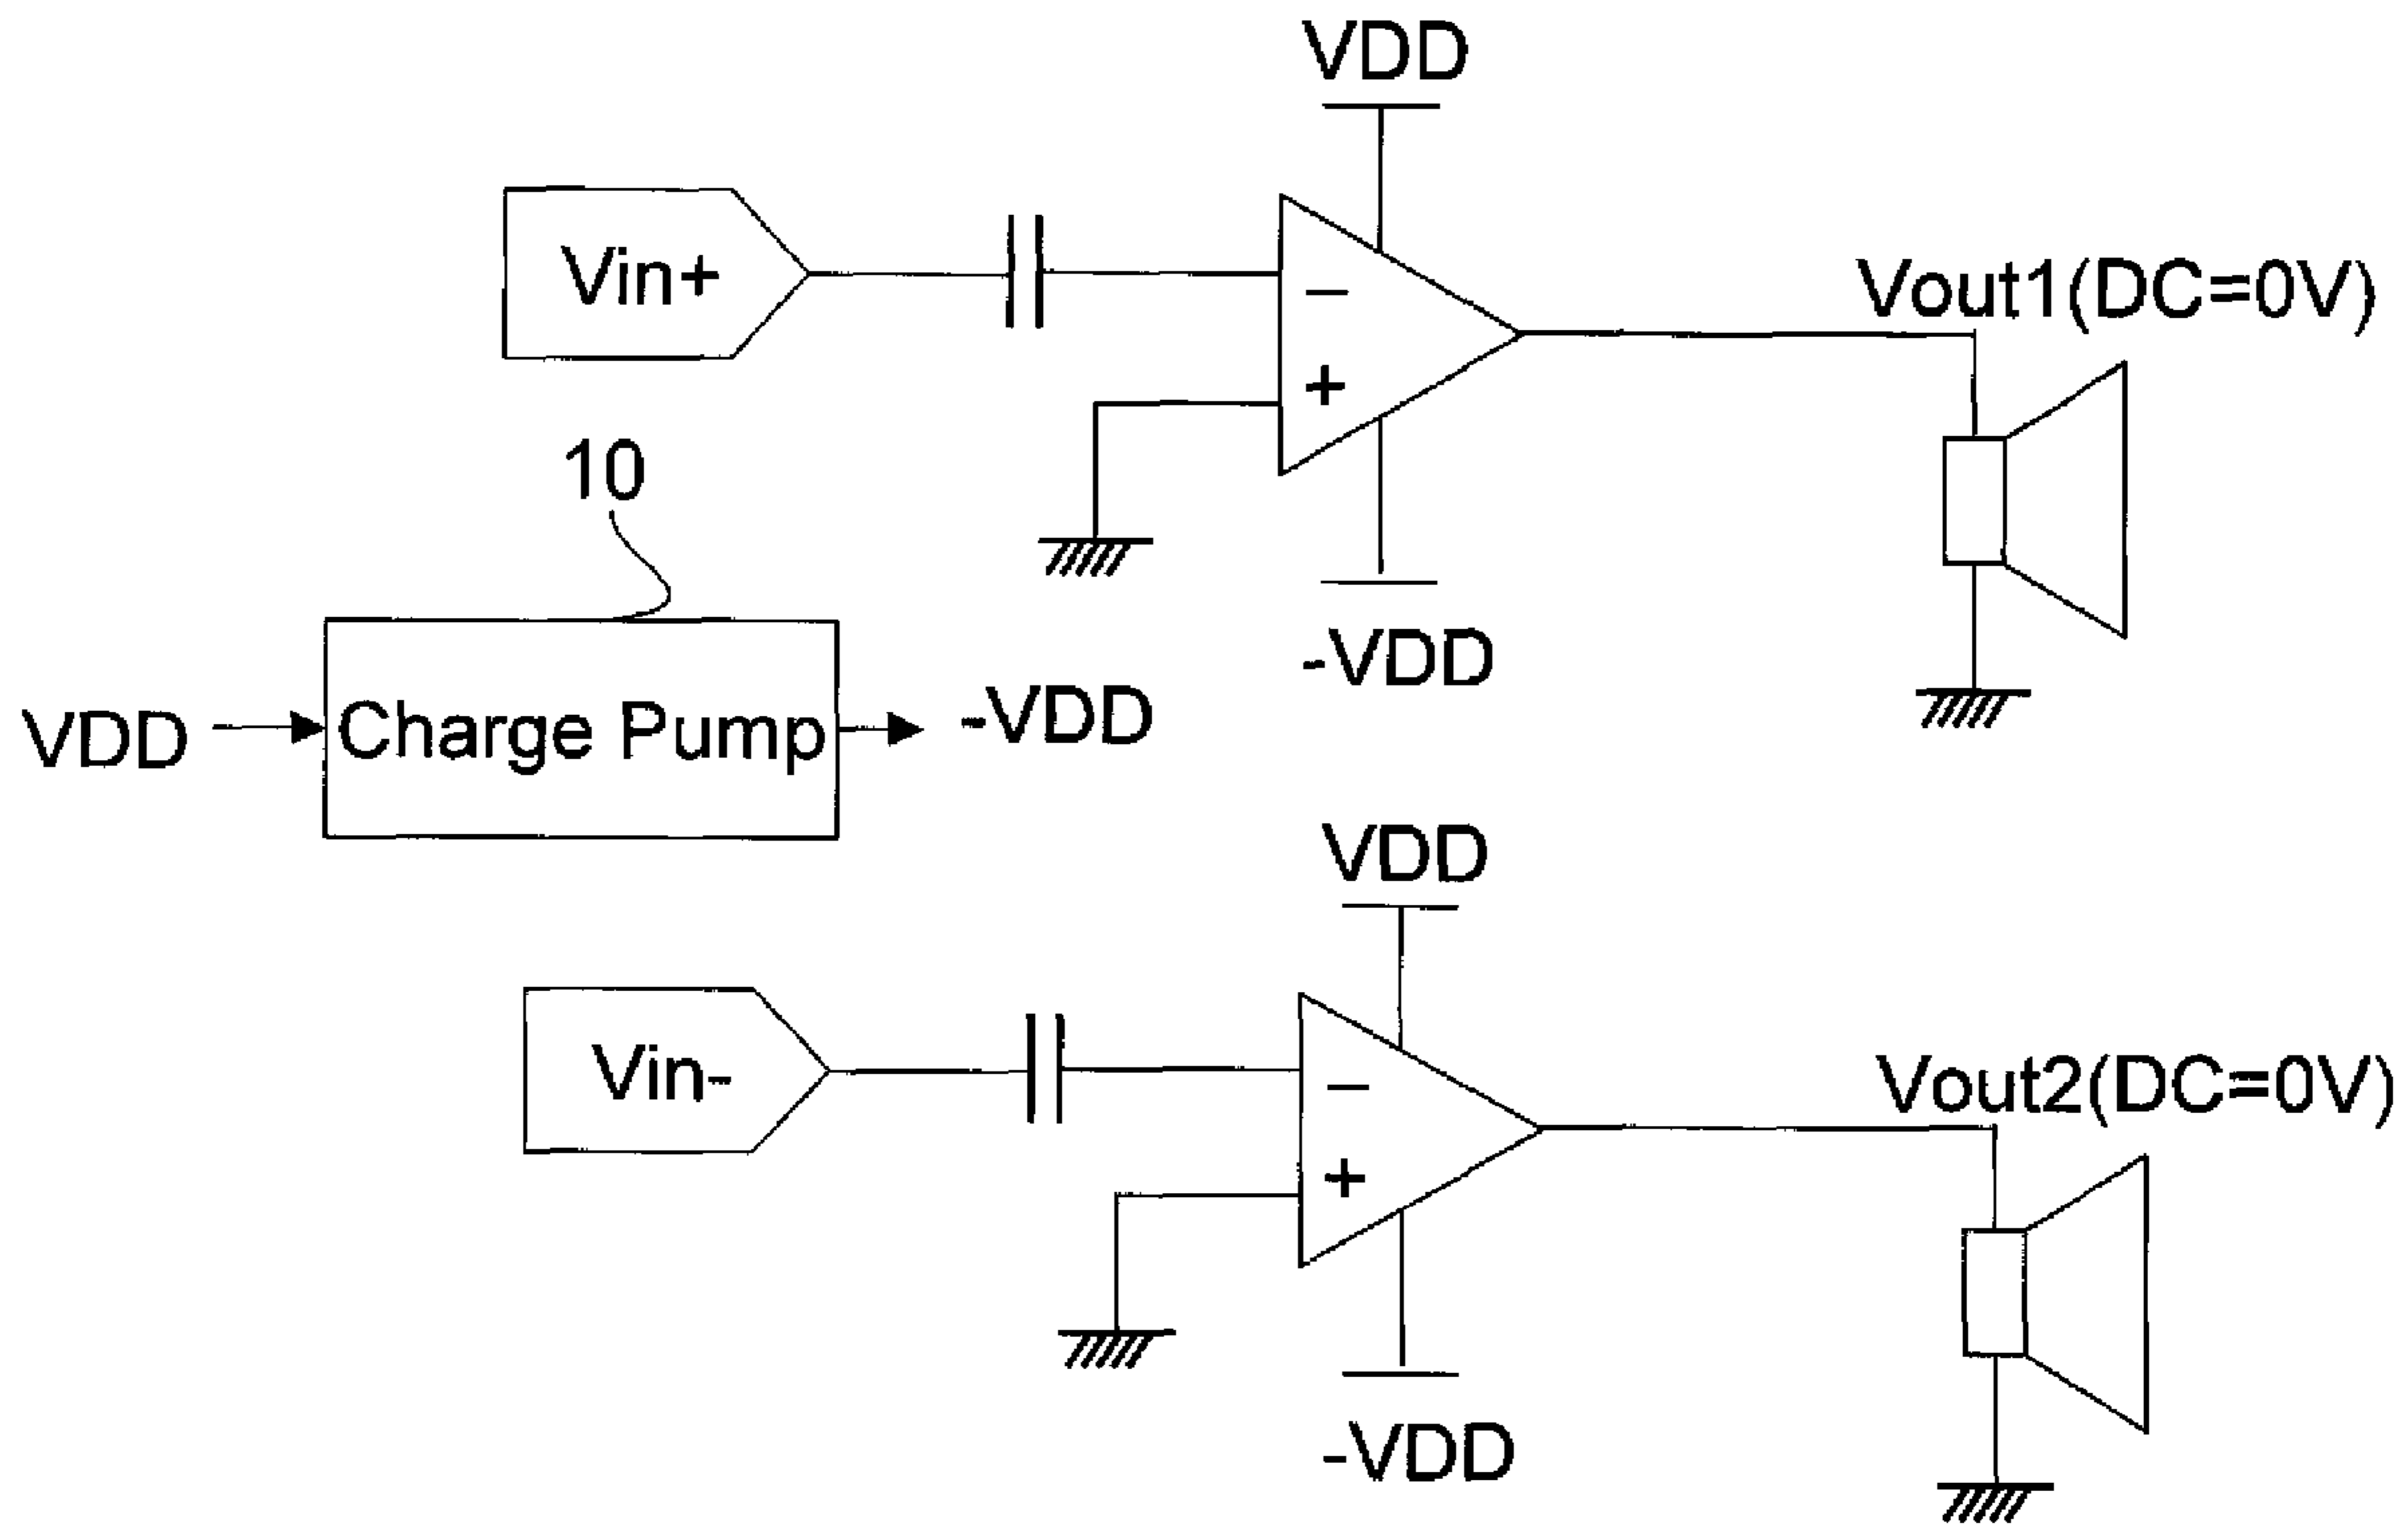 VDD
Vin+
−
+
Vout1(DC=0V)
-VDD
10
VDD
Charge Pump
-VDD
VDD
Vin-
−
+
Vout2(DC=0V)
-VDD